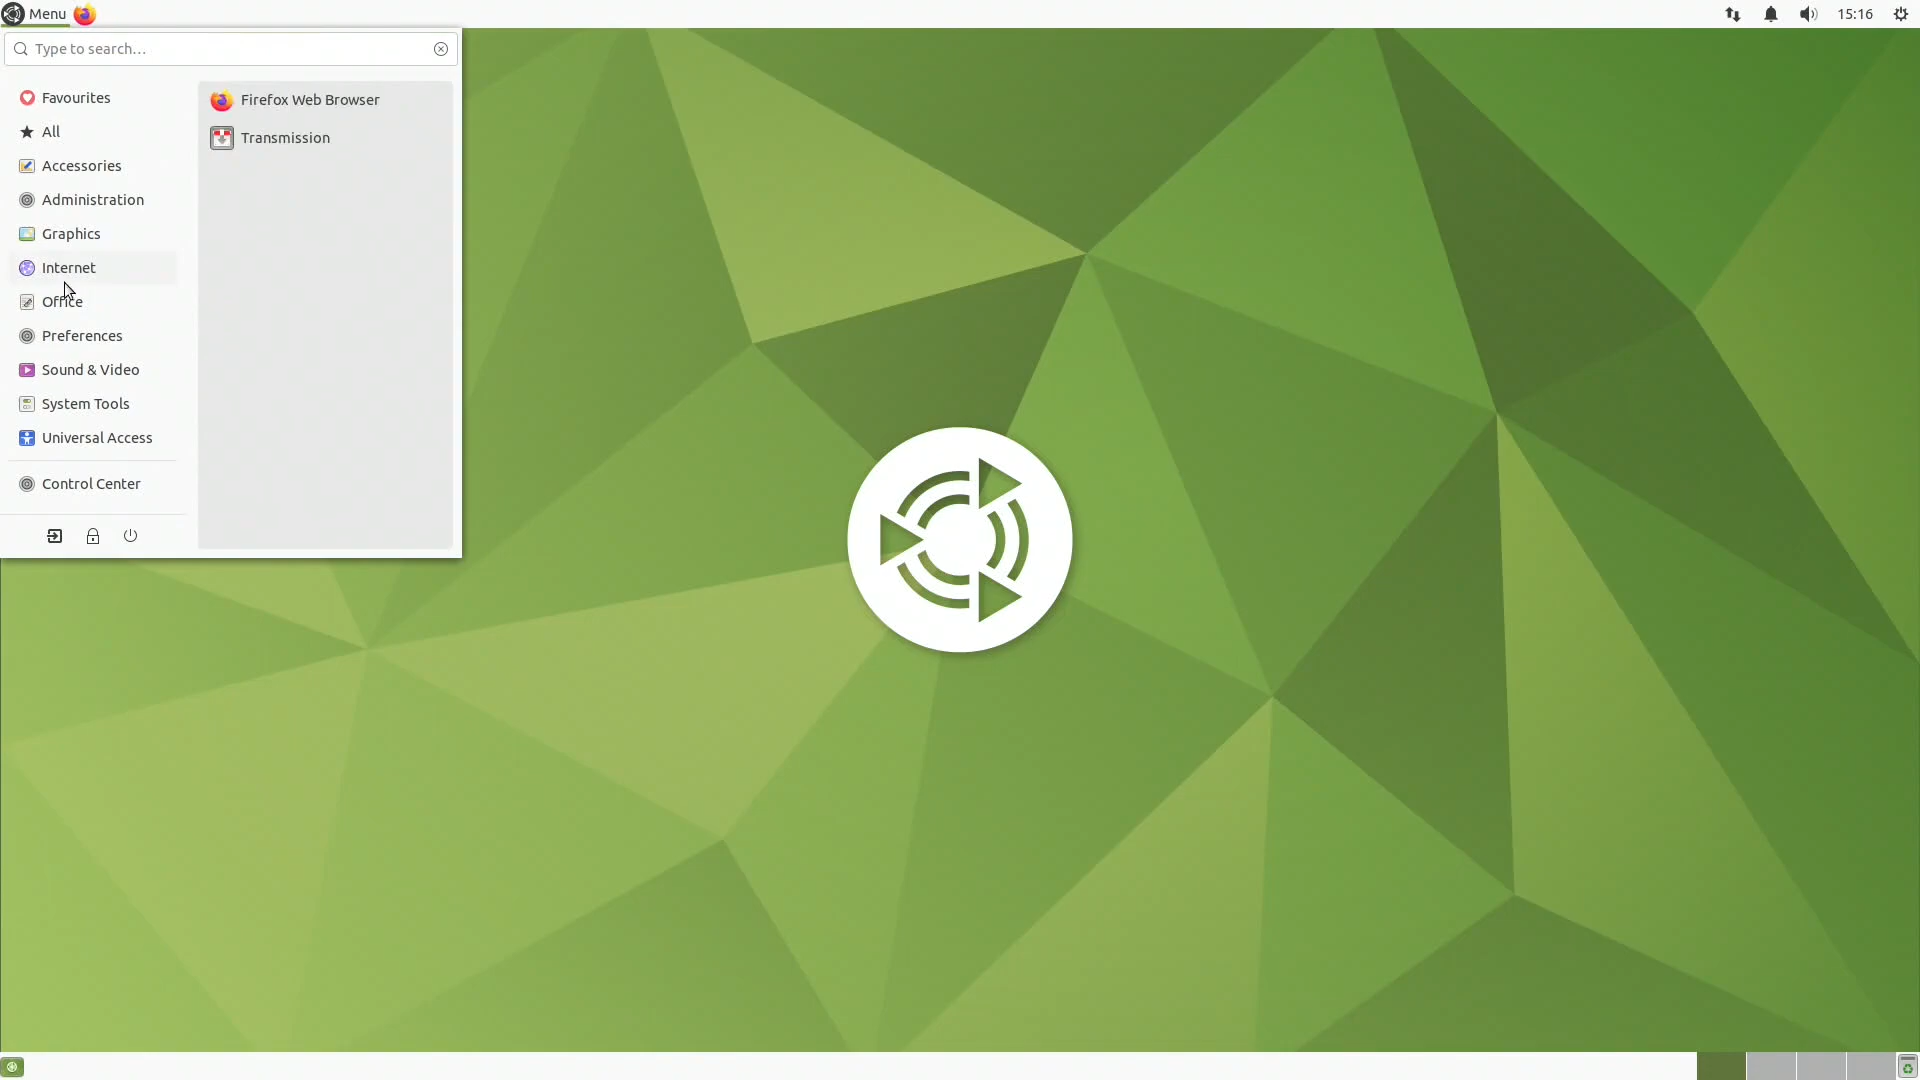 Menu
15:16
Type to search...
Favourites
All
Accessories
Administration
Graphics
Internet
Office
Preferences
Sound & Video
System Tools
Universal Access
Control Center
Firefox Web Browser
Transmission